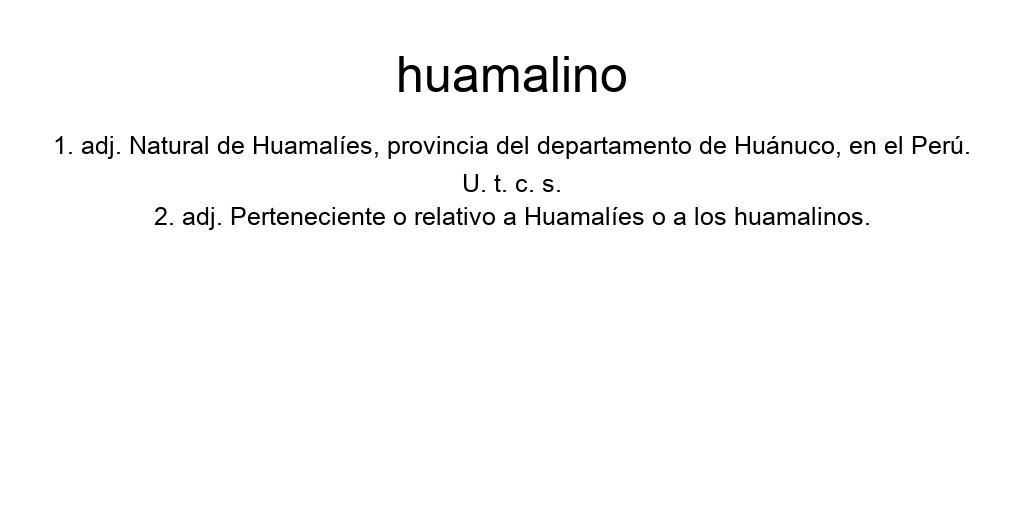 huamalino
1. adj. Natural de Huamalíes, provincia del departamento de Huánuco, en el Perú.
U. t. c. s.
2. adj. Perteneciente o relativo a Huamalíes o a los huamalinos.